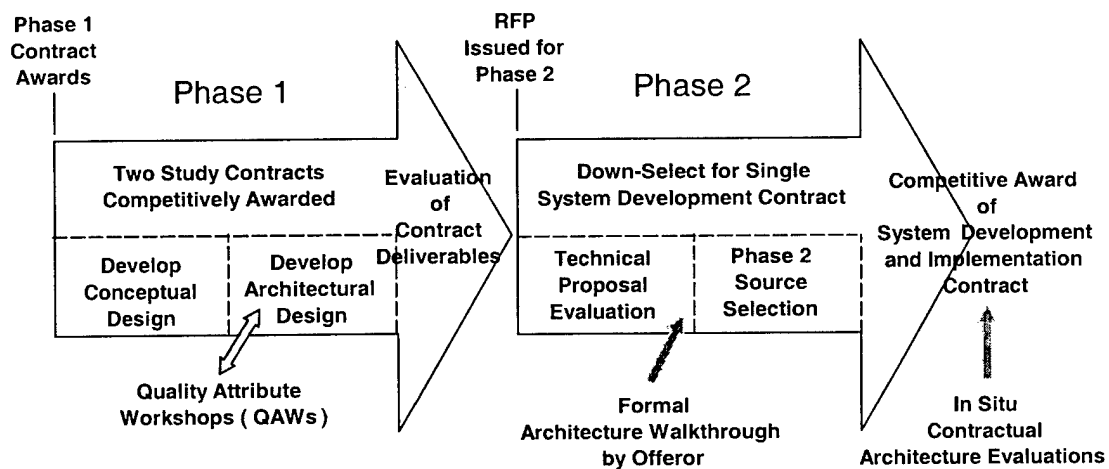 Phase 1
Contract
Awards
Phase 1
Two Study Contracts
Competitively Awarded
Develop
Conceptual
Design
Develop
Architectural
Design
Evaluation
of
Contract
Deliverables
Quality Attribute
Workshops ( QAWs )
RFP
Issued for
Phase 2
Phase 2
Down-Select for Single
System Development Contract
Technical
Proposal
Evaluation
Phase 2
Source
Selection
Competitive Award
of
System Development
and Implementation
Contract
Formal
Architecture Walkthrough
by Offeror
In Situ
Contractual
Architecture Evaluations